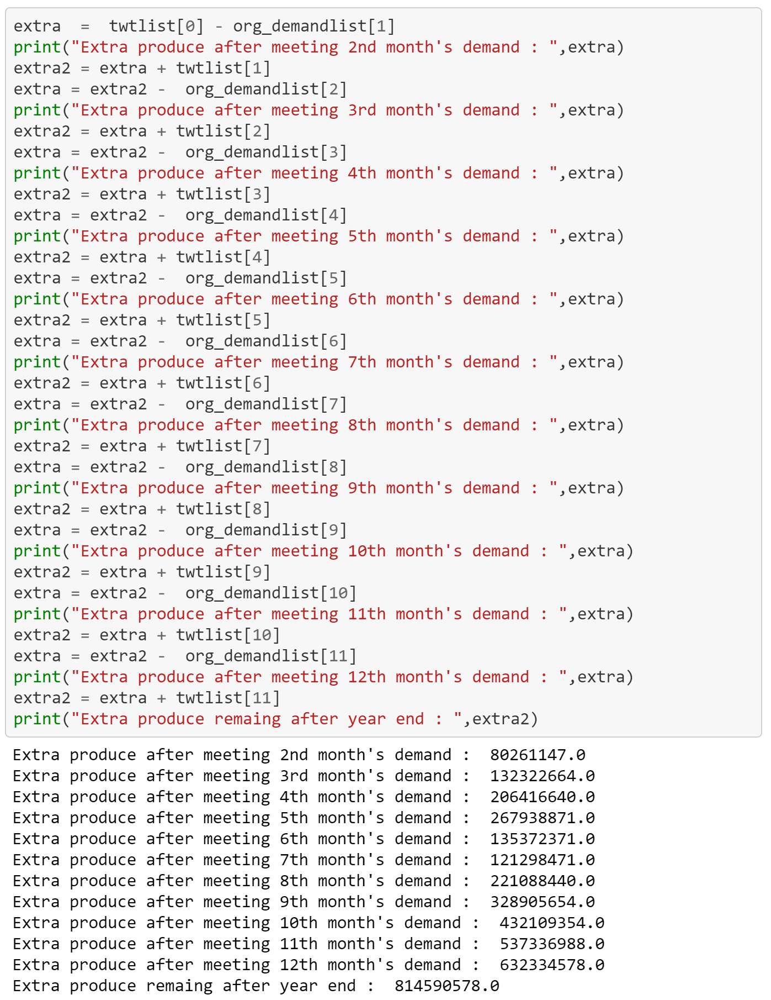 extra  =  twtlist[0] - org_demandlist[1]
print("Extra produce after meeting 2nd month's demand : ",extra)
extra2 = extra + twtlist[1]
extra = extra2 -  org_demandlist[2]
print("Extra produce after meeting 3rd month's demand : ",extra)
extra2 = extra + twtlist[2]
extra = extra2 -  org_demandlist[3]
print("Extra produce after meeting 4th month's demand : ",extra)
extra2 = extra + twtlist[3]
extra = extra2 -  org_demandlist[4]
print("Extra produce after meeting 5th month's demand : ",extra)
extra2 = extra + twtlist[4]
extra = extra2 -  org_demandlist[5]
print("Extra produce after meeting 6th month's demand : ",extra)
extra2 = extra + twtlist[5]
extra = extra2 -  org_demandlist[6]
print("Extra produce after meeting 7th month's demand : ",extra)
extra2 = extra + twtlist[6]
extra = extra2 -  org_demandlist[7]
print("Extra produce after meeting 8th month's demand : ",extra)
extra2 = extra + twtlist[7]
extra = extra2 -  org_demandlist[8]
print("Extra produce after meeting 9th month's demand : ",extra)
extra2 = extra + twtlist[8]
extra = extra2 -  org_demandlist[9]
print("Extra produce after meeting 10th month's demand : ",extra)
extra2 = extra + twtlist[9]
extra = extra2 -  org_demandlist[10]
print("Extra produce after meeting 11th month's demand : ",extra)
extra2 = extra + twtlist[10]
extra = extra2 -  org_demandlist[11]
print("Extra produce after meeting 12th month's demand : ",extra)
extra2 = extra + twtlist[11]
print("Extra produce remaing after year end : ",extra2)
Extra produce after meeting 2nd month's demand :  80261147.0
Extra produce after meeting 3rd month's demand :  132322664.0
Extra produce after meeting 4th month's demand :  206416640.0
Extra produce after meeting 5th month's demand :  267938871.0
Extra produce after meeting 6th month's demand :  135372371.0
Extra produce after meeting 7th month's demand :  121298471.0
Extra produce after meeting 8th month's demand :  221088440.0
Extra produce after meeting 9th month's demand :  328905654.0
Extra produce after meeting 10th month's demand :  432109354.0
Extra produce after meeting 11th month's demand :  537336988.0
Extra produce after meeting 12th month's demand :  632334578.0
Extra produce remaing after year end :  814590578.0